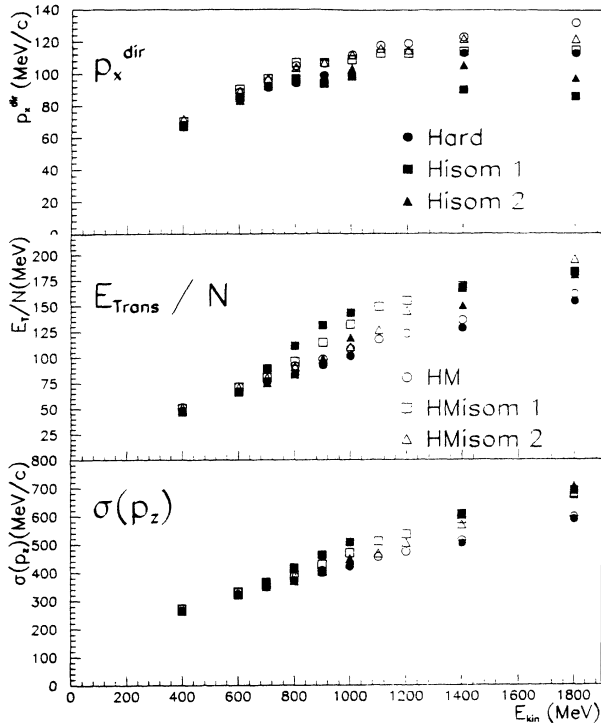 140
120
100
80
60
40
20
0
p_x^dir (MeV/c)
p_x^dir
Hard
Hisom 1
Hisom 2
200
175
150
125
100
75
50
25
E_T/N(MeV)
E_Trans / N
HM
HMisom 1
HMisom 2
800
700
600
500
400
300
200
100
0
σ(p_z)(MeV/c)
σ(p_z)
0 200 400 600 800 1000 1200 1400 1600 1800
E_kin (MeV)